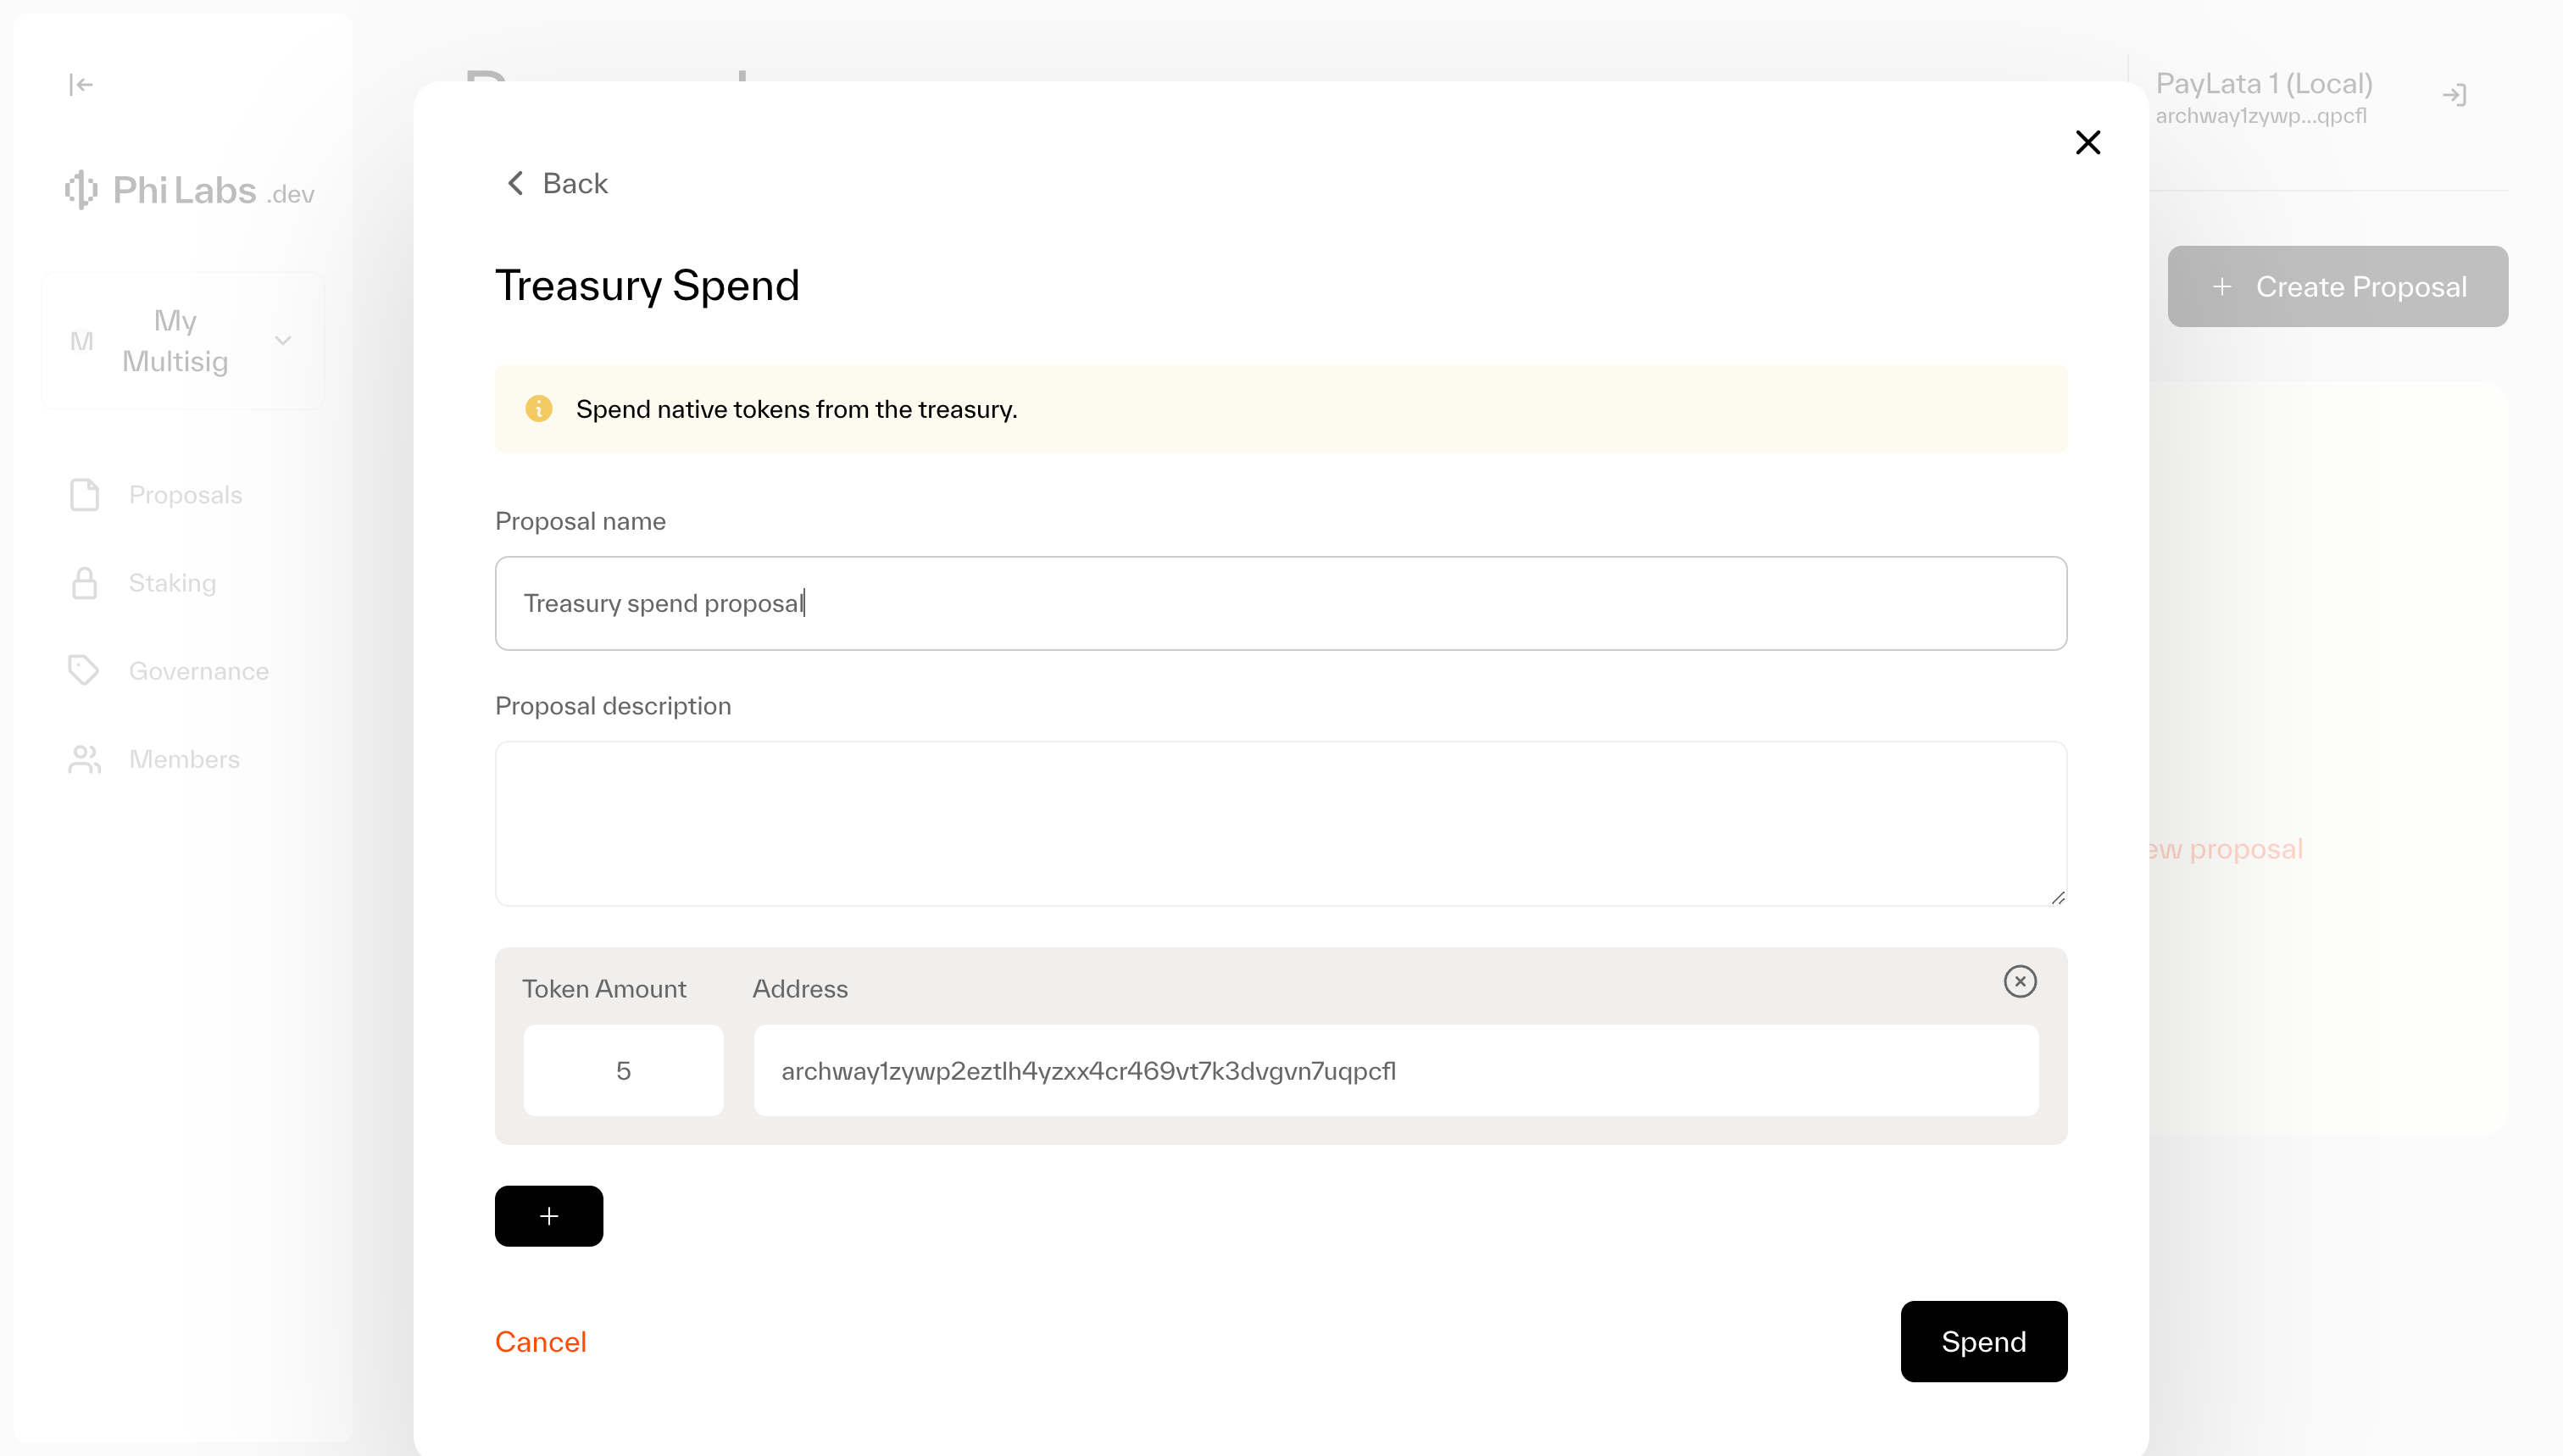 PayLata 1 (Local)
archway1zywp...qpcfl
Phi Labs .dev
M
My
Multisig
Proposals
Staking
Governance
Members
Create Proposal
ew proposal
Back
Treasury Spend
Spend native tokens from the treasury.
Proposal name
Treasury spend proposal
Proposal description
Token Amount
Address
5
archway1zywp2eztlh4yzxx4cr469vt7k3dvgvn7uqpcfl
Cancel
Spend